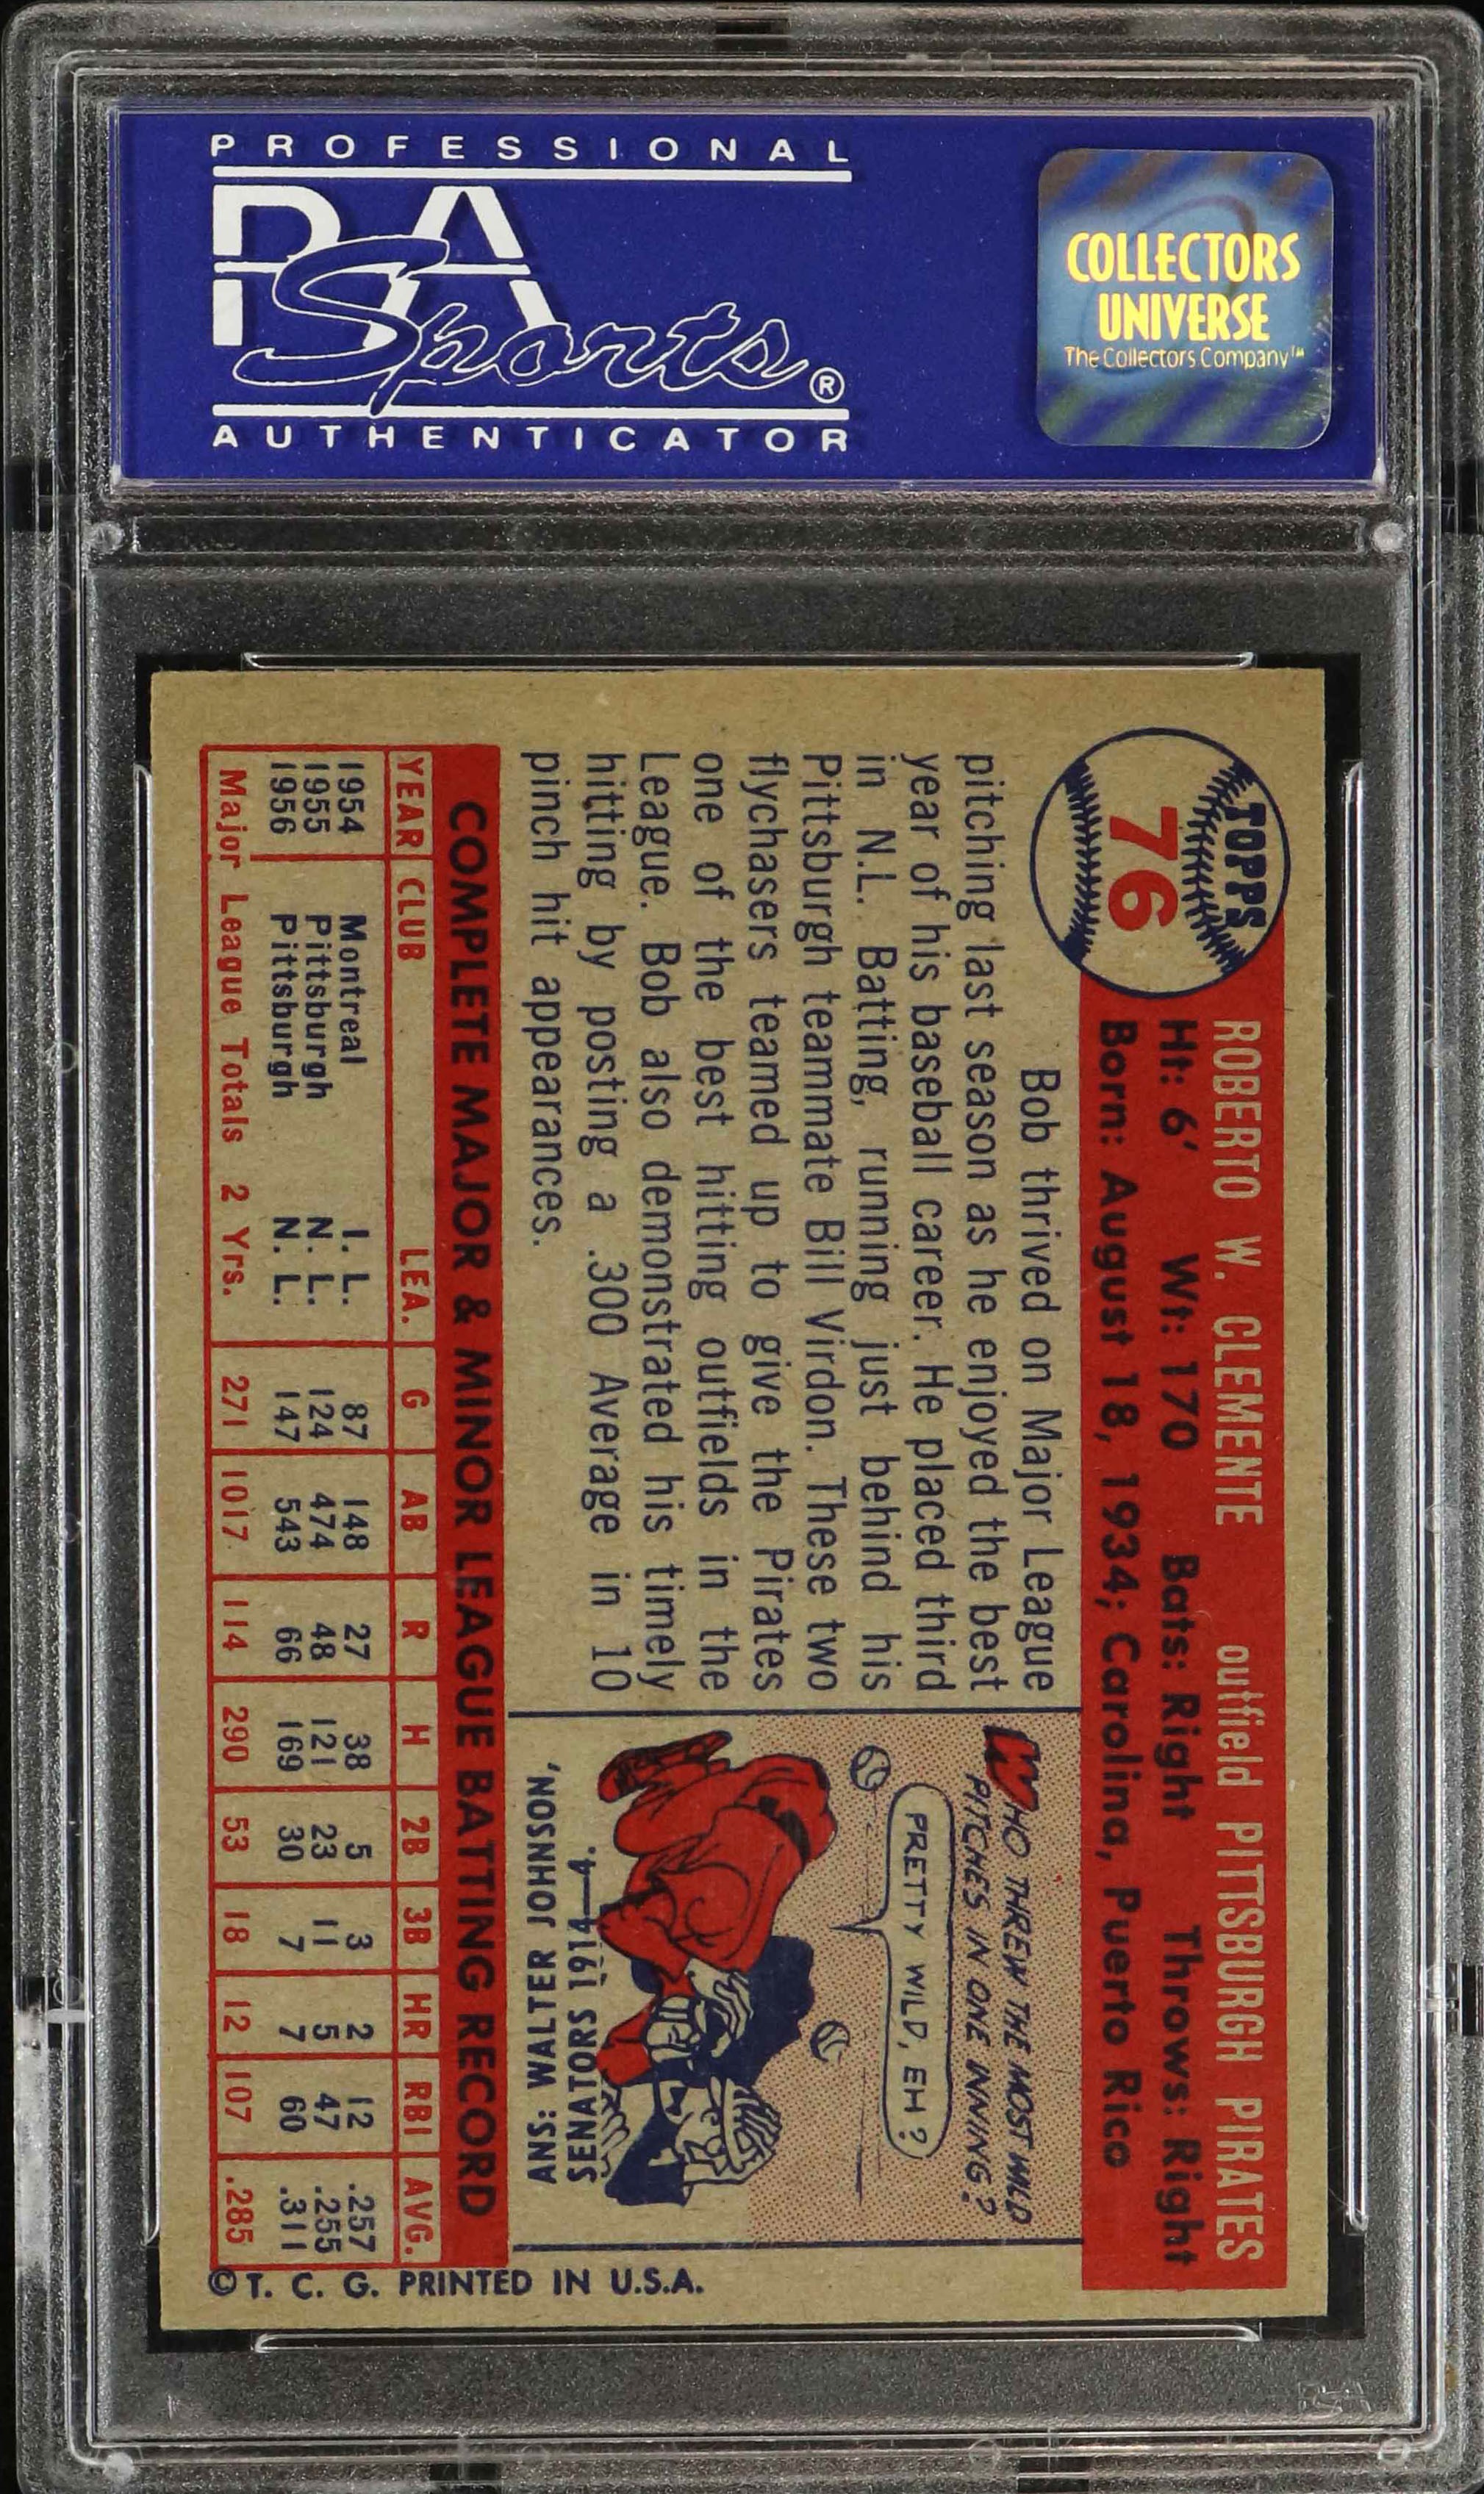 PROFESSIONAL
PSA
Sports®
AUTHENTICATOR
COLLECTORS
UNIVERSE
The Collectors Company™
TOPPS
76
ROBERTO W. CLEMENTE outfield PITTSBURGH PIRATES
Ht: 6' Wt: 170 Bats: Right Throws: Right
Born: August 18, 1934; Carolina, Puerto Rico
Bob thrived on Major League
pitching last season as he enjoyed the best
year of his baseball career. He placed third
in N.L. Batting, running just behind his
Pittsburgh teammate Bill Virdon. These two
flychasers teamed up to give the Pirates
one of the best hitting outfields in the
League. Bob also demonstrated his timely
hitting by posting a .300 Average in 10
pinch hit appearances.
WHO THREW THE MOST WILD
PITCHES IN ONE INNING?
PRETTY WILD, EH?
ANS: WALTER JOHNSON,
SENATORS 1914—4.
COMPLETE MAJOR & MINOR LEAGUE BATTING RECORD
YEAR CLUB LEA. G AB R H 2B 3B HR RBI AVG.
1954 Montreal I. L. 87 148 27 38 5 3 2 12 .257
1955 Pittsburgh N. L. 124 474 48 121 23 11 5 47 .255
1956 Pittsburgh N. L. 147 543 66 169 30 7 7 60 .311
Major League Totals 2 Yrs. 271 1017 114 290 53 18 12 107 .285
© T. C. G. PRINTED IN U.S.A.
PSA